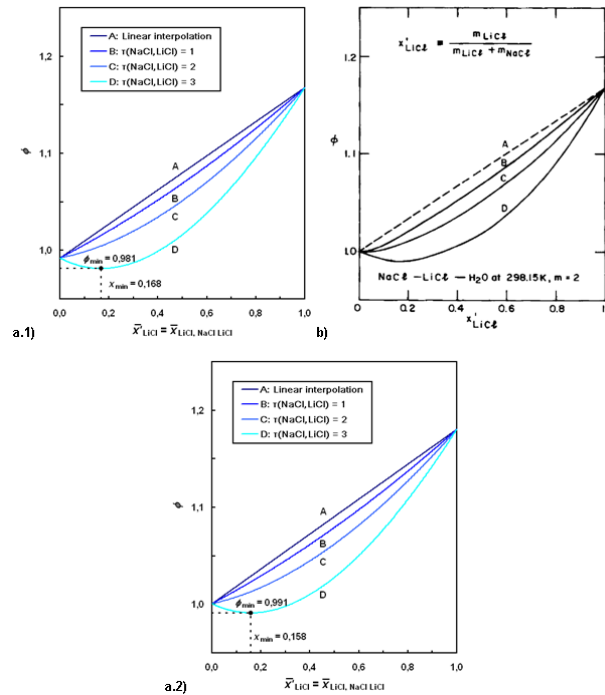 A: Linear interpolation
B: τ(NaCl,LiCl) = 1
C: τ(NaCl,LiCl) = 2
D: τ(NaCl,LiCl) = 3
1,2
1,1
1,0
ϕ
A
B
C
D
ϕmin = 0,981
xmin = 0,168
0,0 0,2 0,4 0,6 0,8 1,0
x̄'LiCl = x̄LiCl, NaCl LiCl
a.1)
x'LiCℓ ≡ mLiCℓ / mLiCℓ + mNaCℓ
1.2
1.1
1.0
ϕ
A
B
C
D
NaCℓ – LiCℓ – H2O at 298.15K, m = 2
0 0.2 0.4 0.6 0.8 1
x'LiCℓ
b)
A: Linear interpolation
B: τ(NaCl,LiCl) = 1
C: τ(NaCl,LiCl) = 2
D: τ(NaCl,LiCl) = 3
1,2
1,1
1,0
ϕ
A
B
C
D
ϕmin = 0,991
xmin = 0,158
0,0 0,2 0,4 0,6 0,8 1,0
x̄'LiCl = x̄LiCl, NaCl LiCl
a.2)